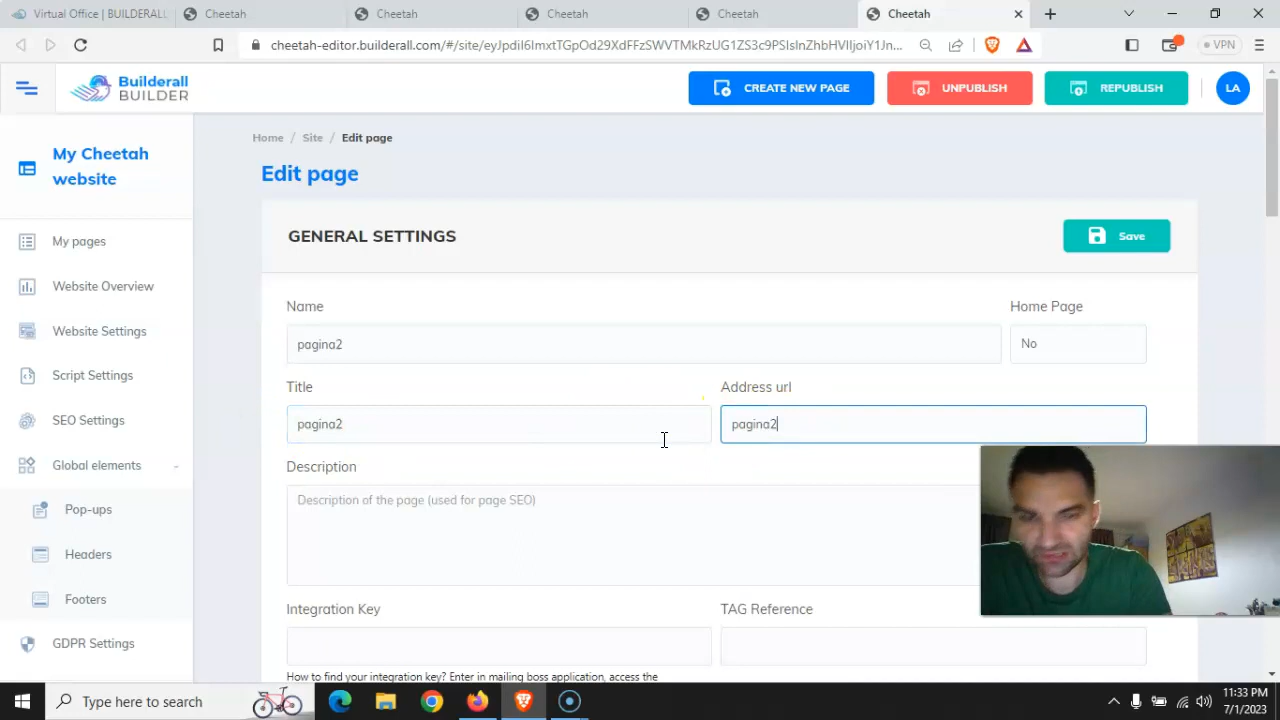 Virtual Office | BUILDERALL
Cheetah
Cheetah
Cheetah
Cheetah
Cheetah
cheetah-editor.builderall.com/#/site/eyJpdiI6ImxtTGpOd29XdFFzSWVTMkRzUG1ZS3c9PSIsInZhbHVlIjoiY1Jn...
VPN
Builderall
BUILDER
CREATE NEW PAGE
UNPUBLISH
REPUBLISH
LA
My Cheetah
website
My pages
Website Overview
Website Settings
Script Settings
SEO Settings
Global elements
Pop-ups
Headers
Footers
GDPR Settings
Home / Site / Edit page
Edit page
GENERAL SETTINGS
Save
Name
Home Page
pagina2
No
Title
Address url
pagina2
pagina2
Description
Description of the page (used for page SEO)
Integration Key
TAG Reference
How to find your integration key? Enter in mailing boss application, access the
Type here to search
11:33 PM
7/1/2023